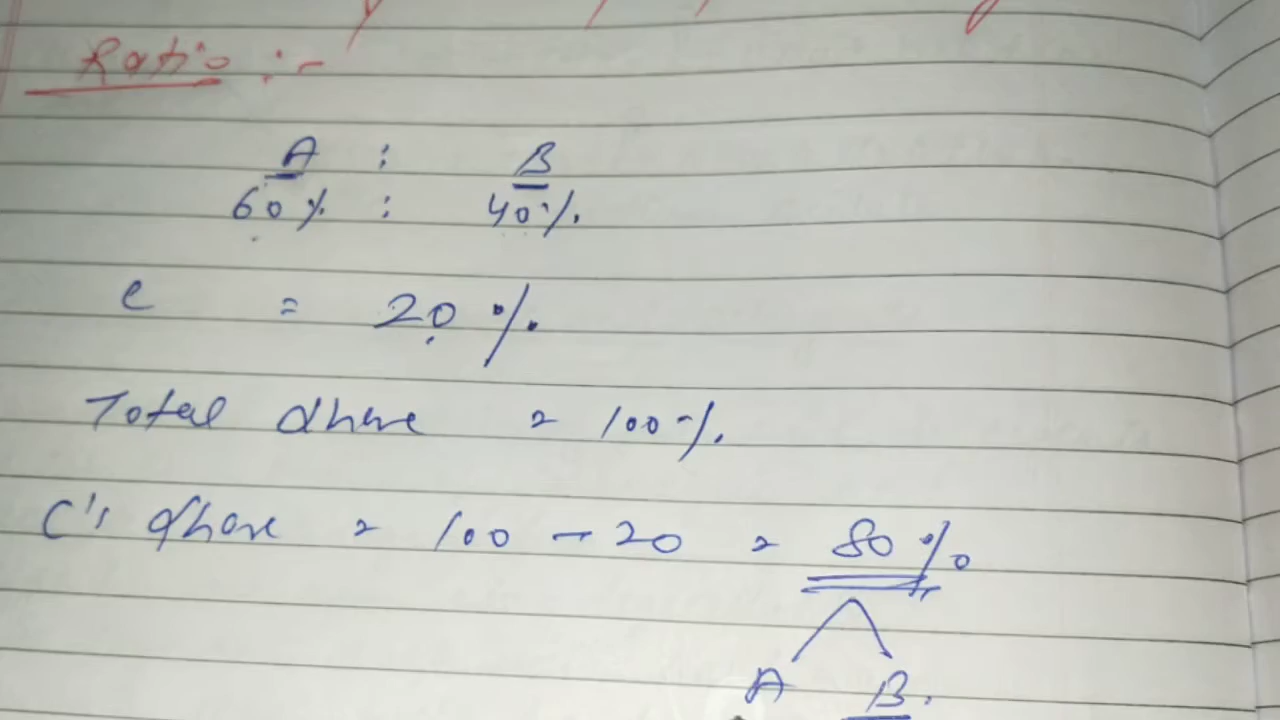 Ratio :-
A : B
60% : 40%.
C = 20%.
Total share = 100%.
C's share = 100 - 20 = 80%
A B.